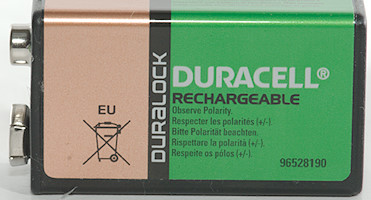 EU
DURALOCK
DURACELL®
RECHARGEABLE
Observe Polarity.
Respecter les polarités (+/-).
Bitte Polarität beachten.
Rispettare la polarità (+/-).
Respeite os pólos (+/-).
96528190